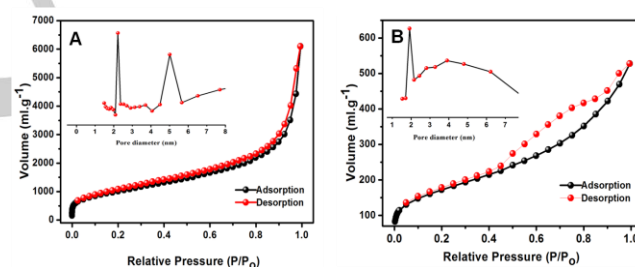 A
7000
6000
5000
4000
3000
2000
1000
0
Volume (ml.g-1)
0 1 2 3 4 5 6 7 8
Pore diameter (nm)
Adsorption
Desorption
0.0 0.2 0.4 0.6 0.8 1.0
Relative Pressure (P/Po)
B
600
500
400
300
200
100
Volume (ml.g-1)
1 2 3 4 5 6 7
Pore diameter (nm)
Adsorption
Desorption
0.0 0.2 0.4 0.6 0.8 1.0
Relative Pressure (P/Po)